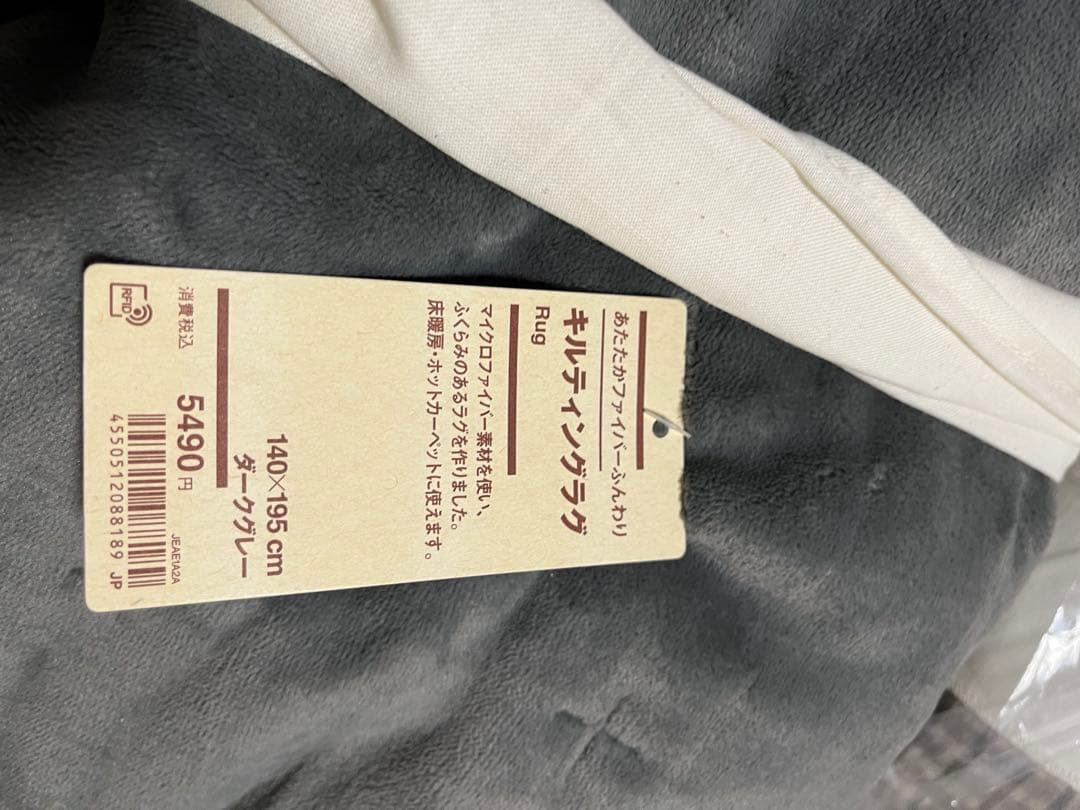 あたたかファイバーふんわり
キルティングラグ
Rug
マイクロファイバー素材を使い、
ふくらみのあるラグを作りました。
床暖房・ホットカーペットに使えます。
140×195cm
ダークグレー
消費税込 5490円
JEAE1A2A
4550512088189 JP
RFID